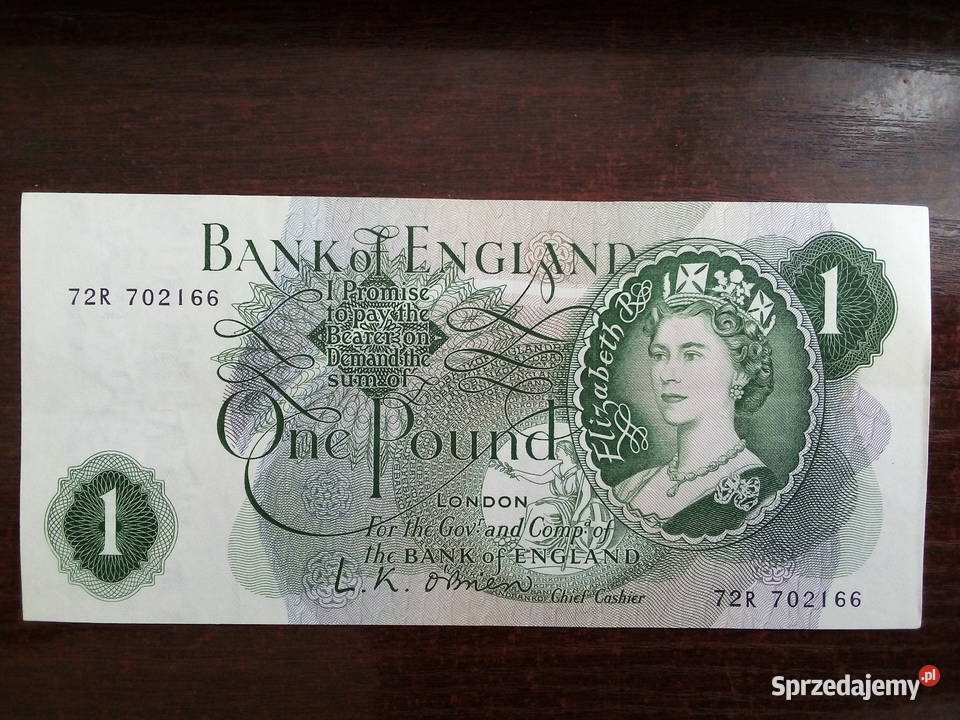 BANK of ENGLAND
72R 702166
I Promise
to pay the
Bearer on
Demand the
sum of
One Pound
Elizabeth R
1
1
LONDON
For the Govr. and Compa. of
the BANK of ENGLAND
L.K. O'Brien
Chief Cashier
72R 702166
Sprzedajemy.pl